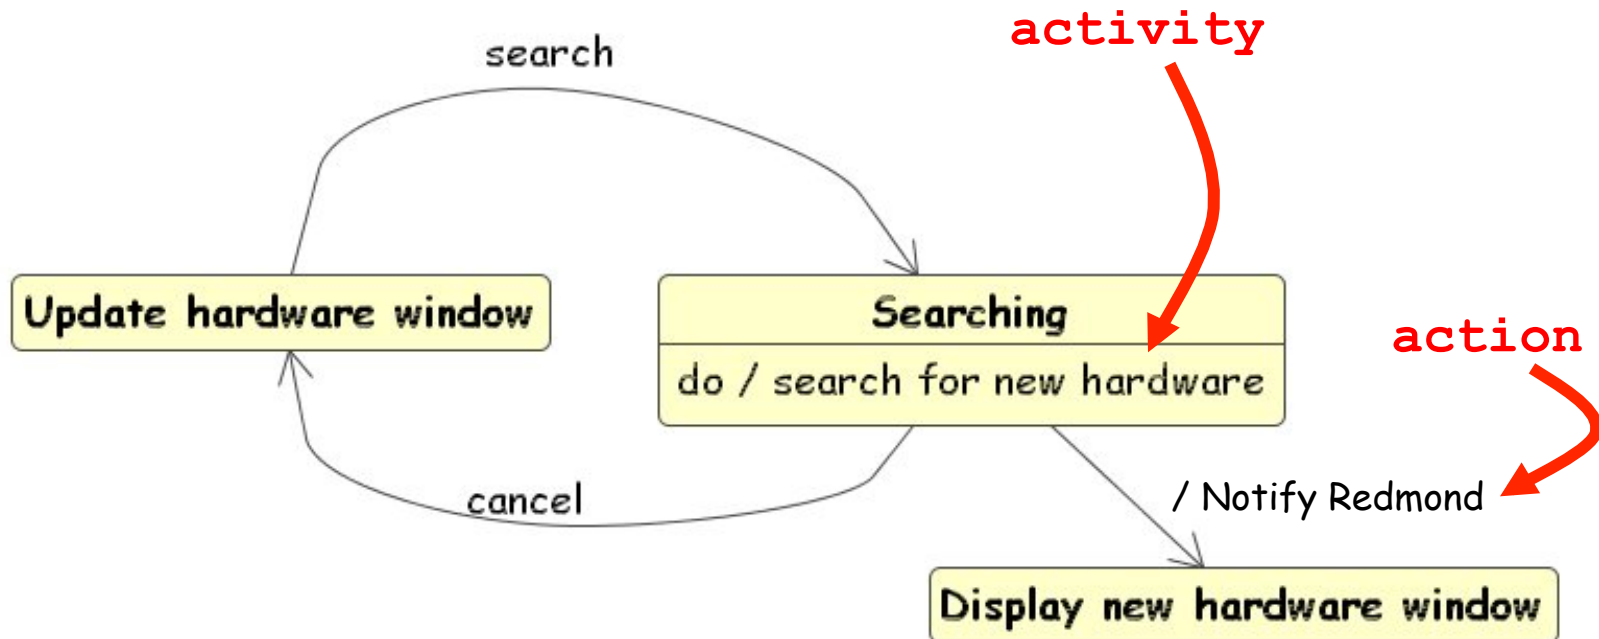 activity
search
Update hardware window
Searching
action
do / search for new hardware
cancel
/ Notify Redmond
Display new hardware window